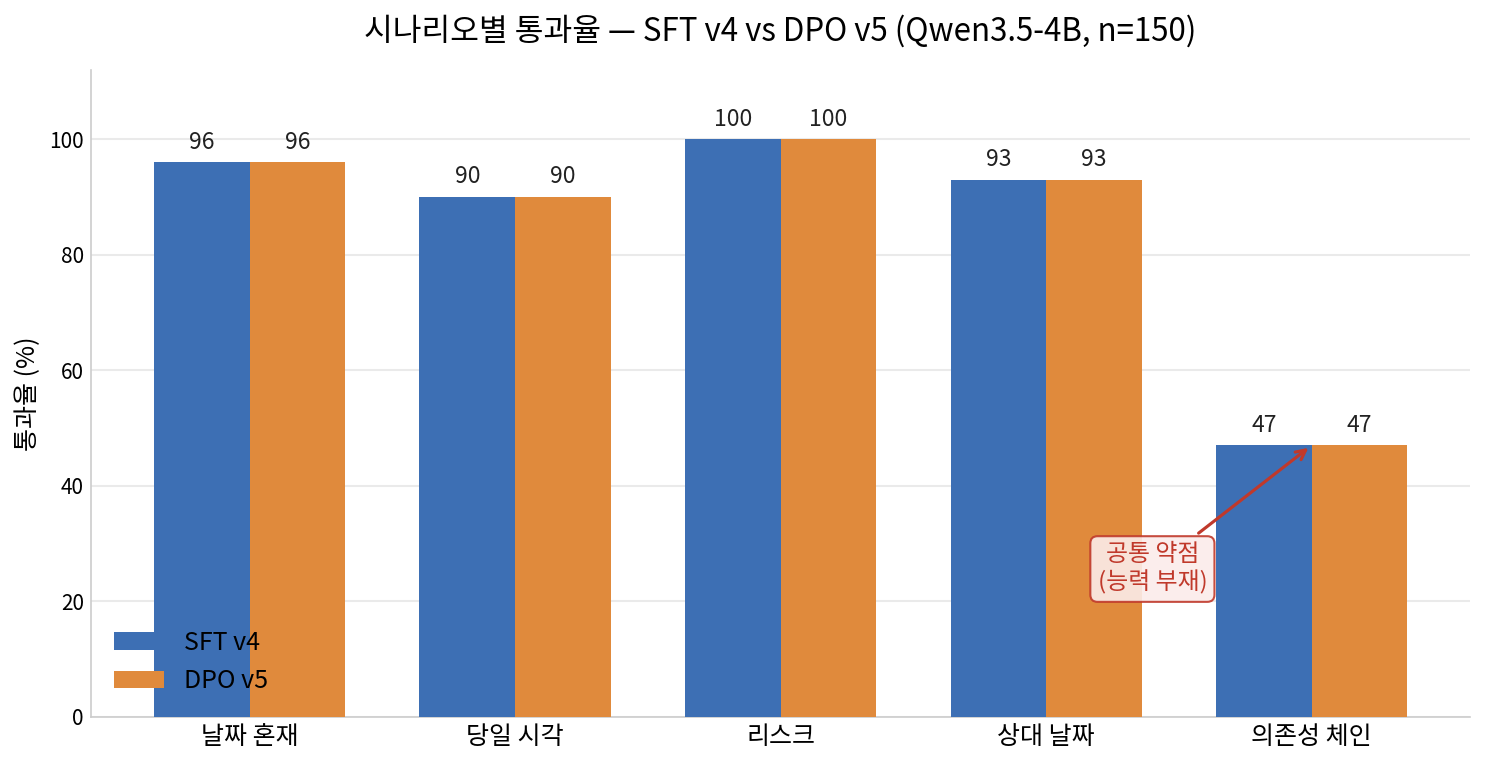 시나리오별 통과율 — SFT v4 vs DPO v5 (Qwen3.5-4B, n=150)
통과율 (%)
100
80
60
40
20
0
96
96
90
90
100
100
93
93
47
47
공통 약점
(능력 부재)
SFT v4
DPO v5
날짜 혼재
당일 시각
리스크
상대 날짜
의존성 체인